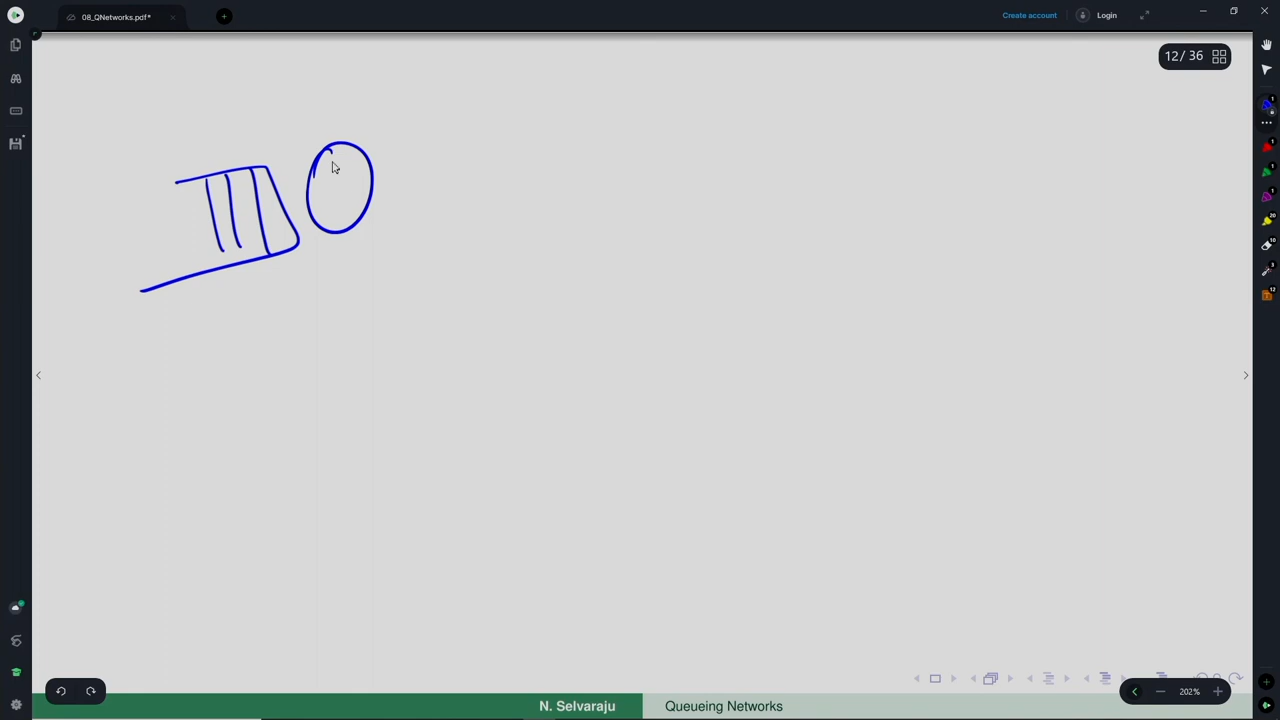 08_QNetworks.pdf*
Create account
Login
12/ 36
202%
N. Selvaraju
Queueing Networks